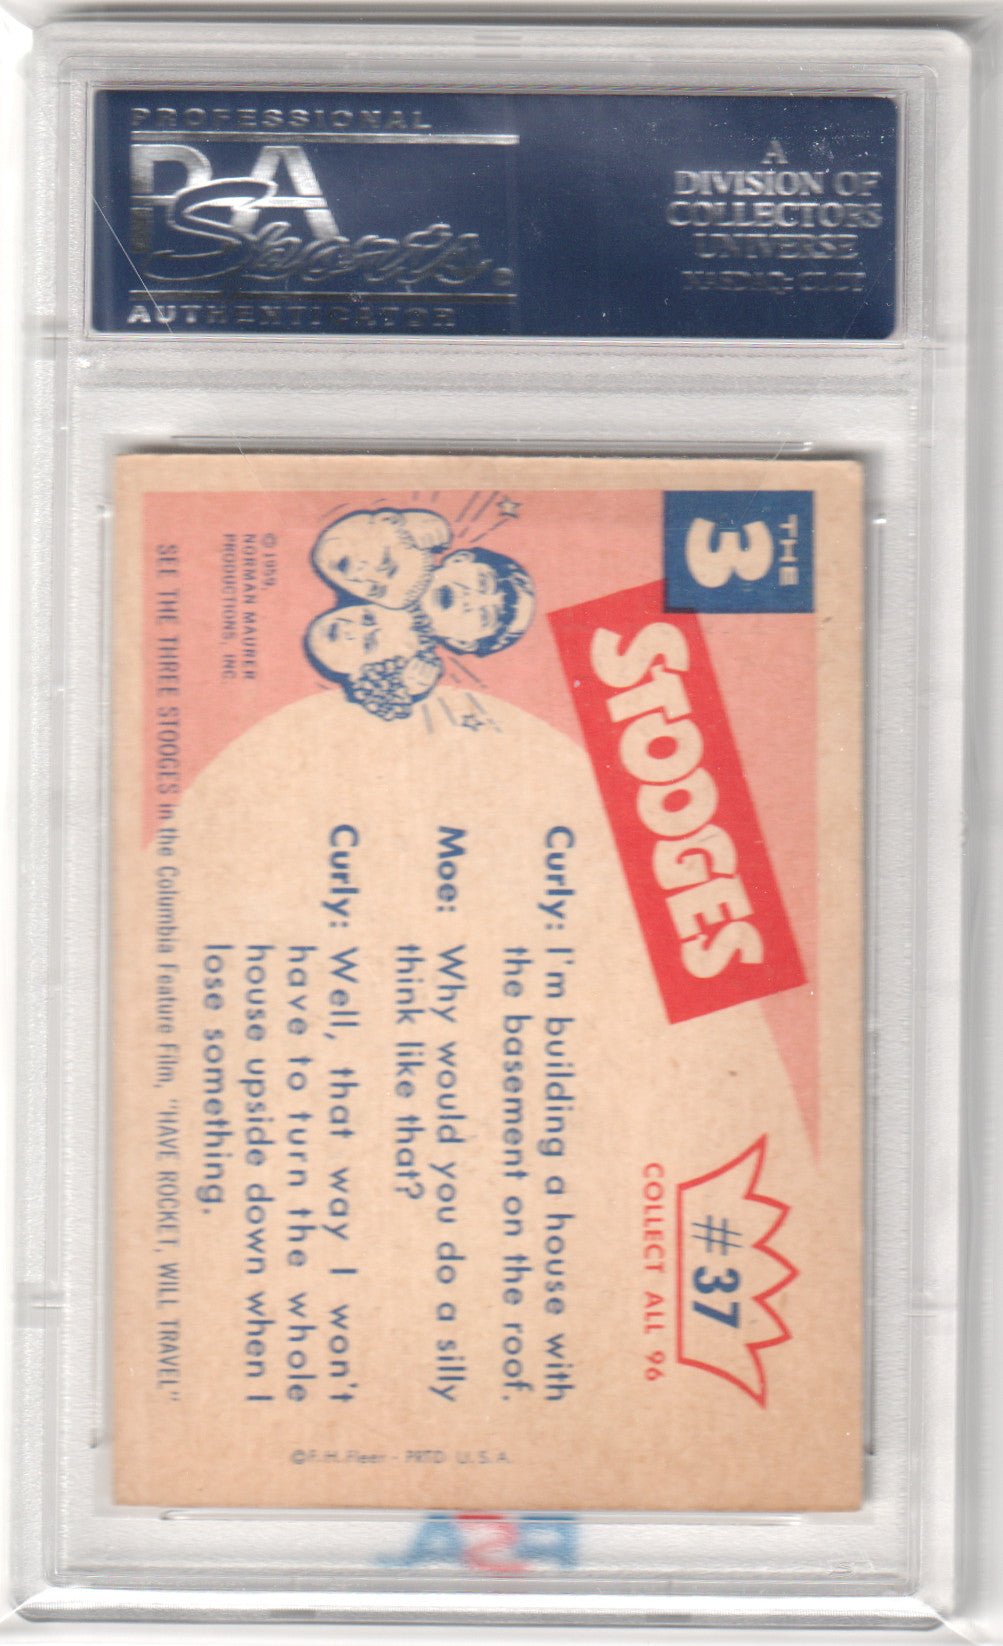 PROFESSIONAL
PSA
Sports
AUTHENTICATOR
A
DIVISION OF
COLLECTORS
UNIVERSE
NASDAQ: CLCT
THE
3
STOOGES
#37
COLLECT ALL 96
Curly: I'm building a house with
the basement on the roof.
Moe: Why would you do a silly
think like that?
Curly: Well, that way I won't
have to turn the whole
house upside down when I
lose something.
© 1959,
NORMAN MAURER
PRODUCTIONS, INC.
SEE THE THREE STOOGES in the Columbia Feature Film, "HAVE ROCKET, WILL TRAVEL"
©F.H.Fleer - PRTD U.S.A.
PSA